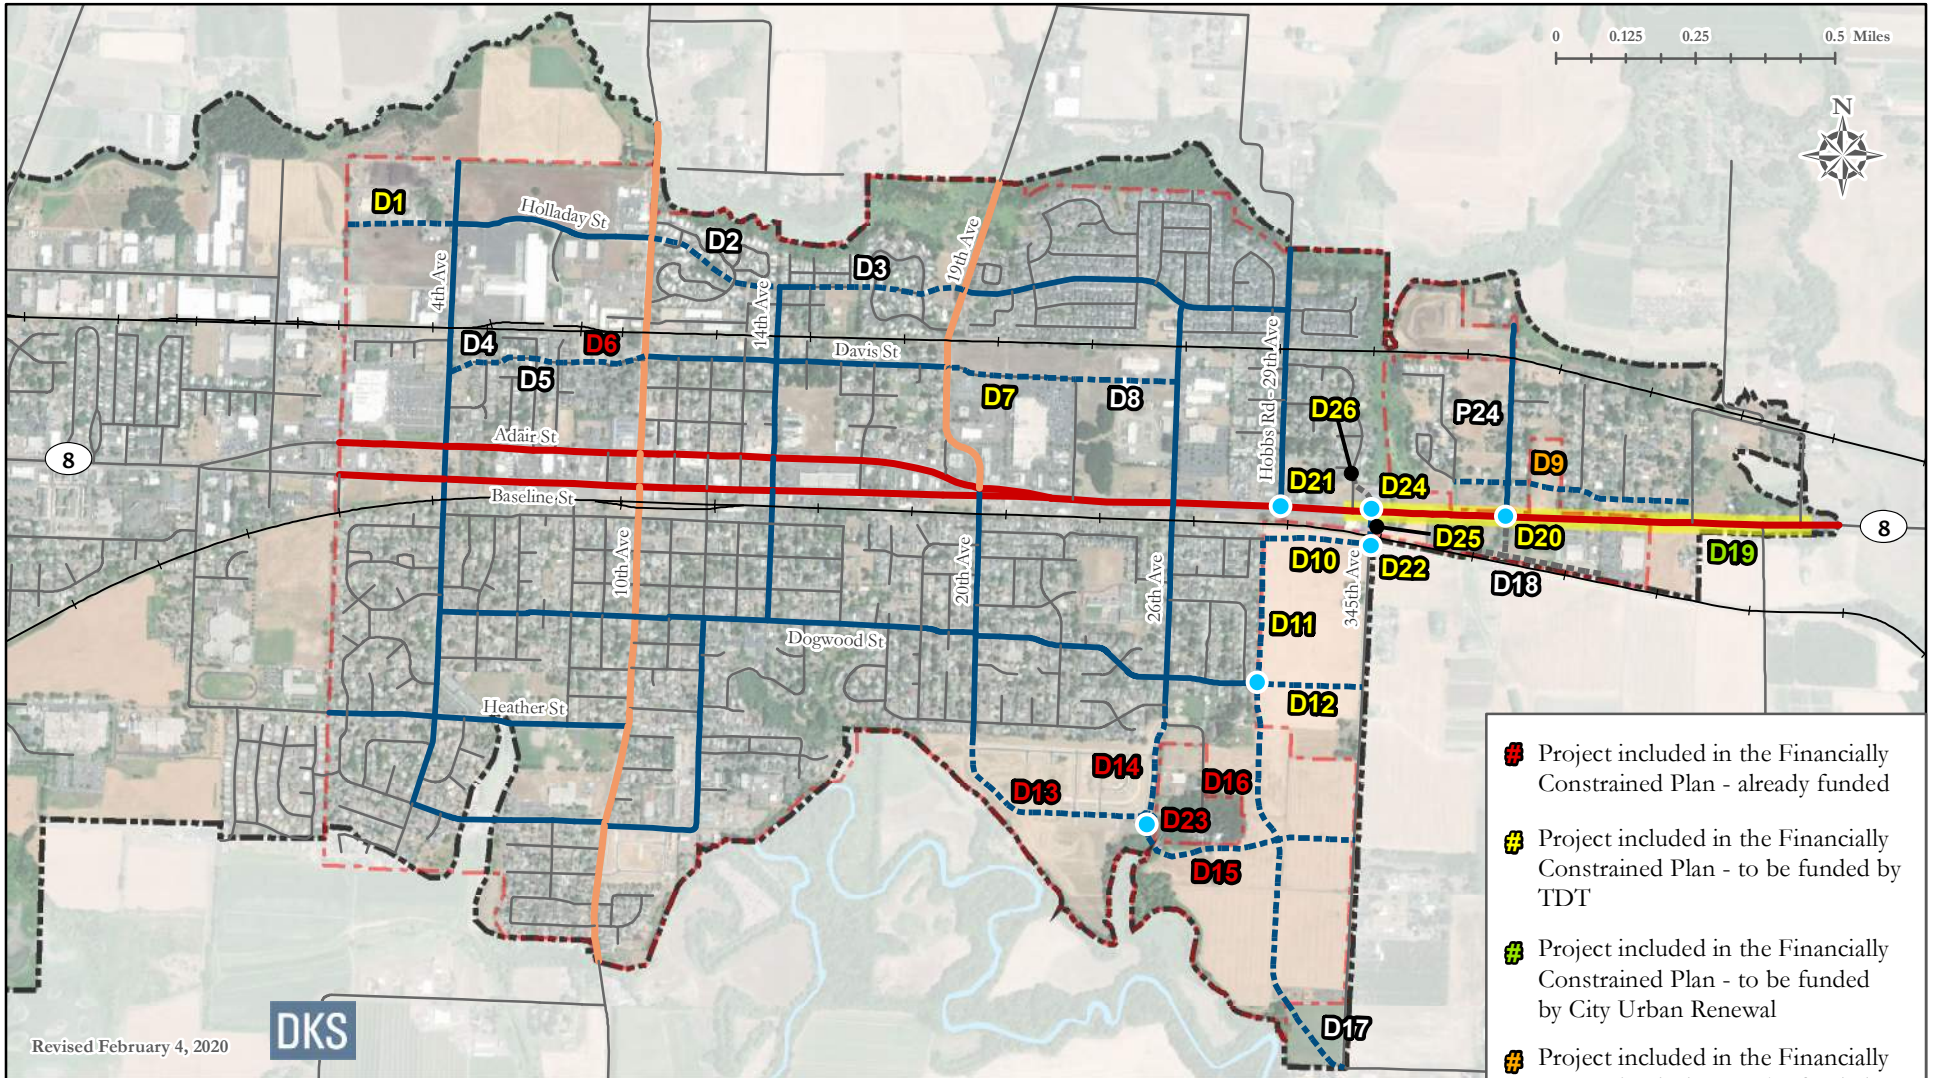 0 0.125 0.25 0.5 Miles
N
D1
Holladay St
D2
D3
19th Ave
4th Ave
14th Ave
Hobbs Rd - 29th Ave
D4
D6
D5
Davis St
D7
D8
D26
P24
8
Adair St
D9
D21
D24
Baseline St
D25
D20
8
D19
10th Ave
20th Ave
26th Ave
D10
345th Ave
D22
D18
D11
Dogwood St
D12
Heather St
D14
D16
D13
D23
D15
D17
# Project included in the Financially
Constrained Plan - already funded
# Project included in the Financially
Constrained Plan - to be funded by
TDT
# Project included in the Financially
Constrained Plan - to be funded
by City Urban Renewal
# Project included in the Financially
DKS
Revised February 4, 2020